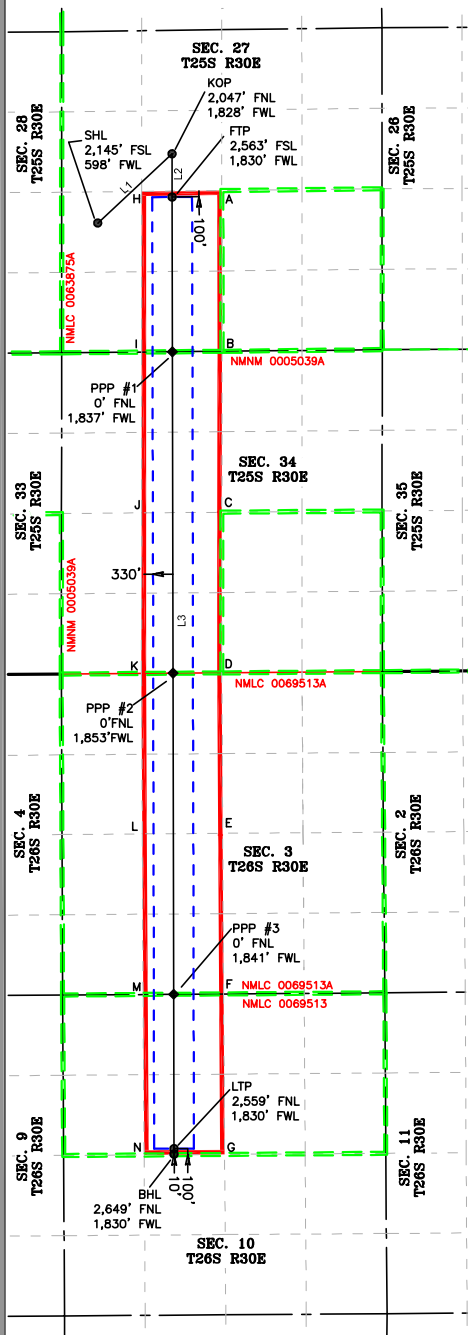 SEC. 27
T25S R30E
KOP
2,047' FNL
1,828' FWL
SEC. 28
T25S R30E
SEC. 26
T25S R30E
SHL
2,145' FSL
598' FWL
FTP
2,563' FSL
1,830' FWL
L1
L2
H
A
100'
NMLC 0063875A
I
B
NMNM 0005039A
PPP #1
0' FNL
1,837' FWL
SEC. 34
T25S R30E
SEC. 33
T25S R30E
SEC. 35
T25S R30E
J
C
330'
NMNM 0005039A
L3
K
D
NMLC 0069513A
PPP #2
0'FNL
1,853'FWL
SEC. 4
T26S R30E
SEC. 2
T26S R30E
L
E
SEC. 3
T26S R30E
PPP #3
0' FNL
1,841' FWL
M
F
NMLC 0069513A
NMLC 0069513
LTP
2,559' FNL
1,830' FWL
SEC. 9
T26S R30E
SEC. 11
T26S R30E
N
G
10'
100'
BHL
2,649' FNL
1,830' FWL
SEC. 10
T26S R30E